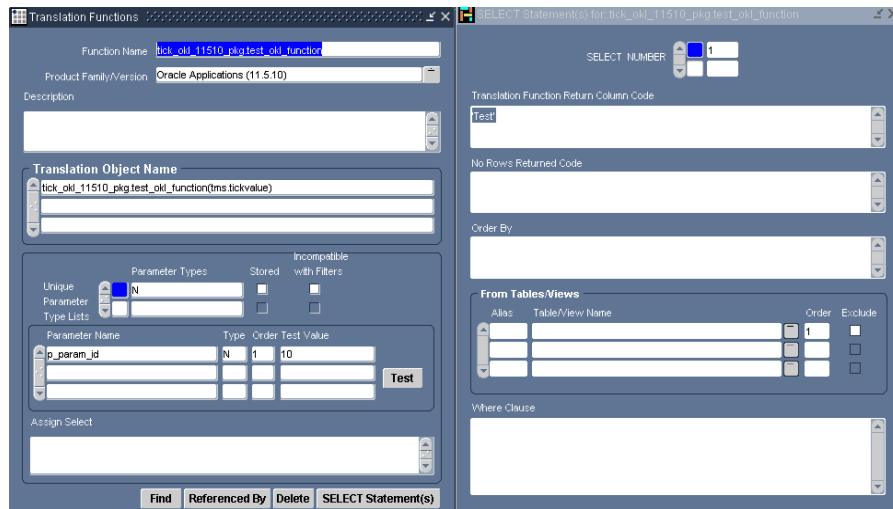 Translation Functions
Function Name tick_okl_11510_pkg.test_okl_function
Product Family/Version Oracle Applications (11.5.10)
Description
Translation Object Name
tick_okl_11510_pkg.test_okl_function(tms.tickvalue)
Incompatible
Parameter Types Stored with Filters
Unique N
Parameter
Type Lists
Parameter Name Type Order Test Value
p_param_id N 1 10
Test
Assign Select
Find Referenced By Delete SELECT Statement(s)
SELECT Statement(s) for: tick_okl_11510_pkg.test_okl_function
SELECT NUMBER 1
Translation Function Return Column Code
'Test'
No Rows Returned Code
Order By
From Tables/Views
Alias Table/View Name Order Exclude
1
Where Clause